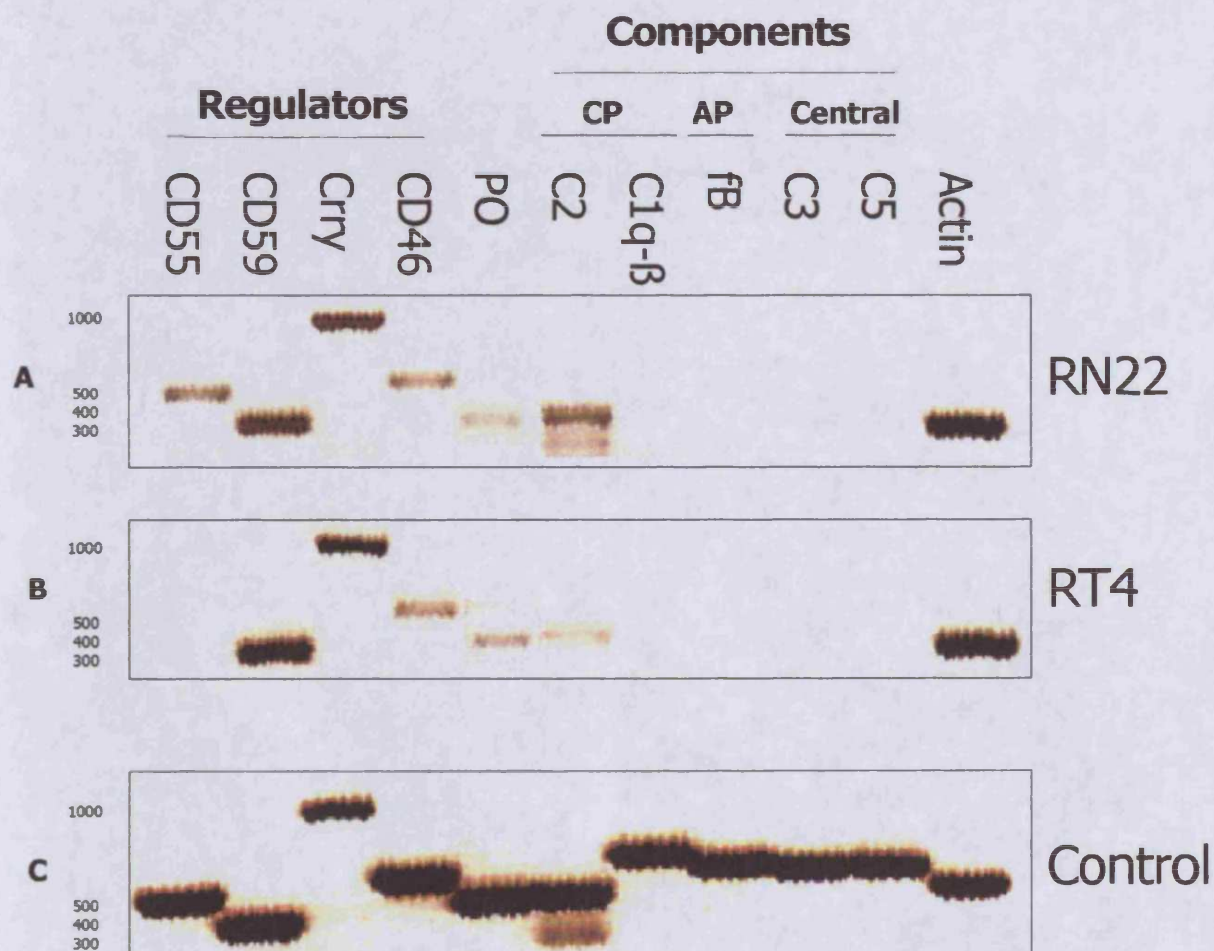 Components
Regulators
CP AP Central
CD55 CD59 Crry CD46 PO C2 C1q-ß fB C3 C5 Actin
1000
A
500
400
300
RN22
1000
B
500
400
300
RT4
1000
C
500
400
300
Control